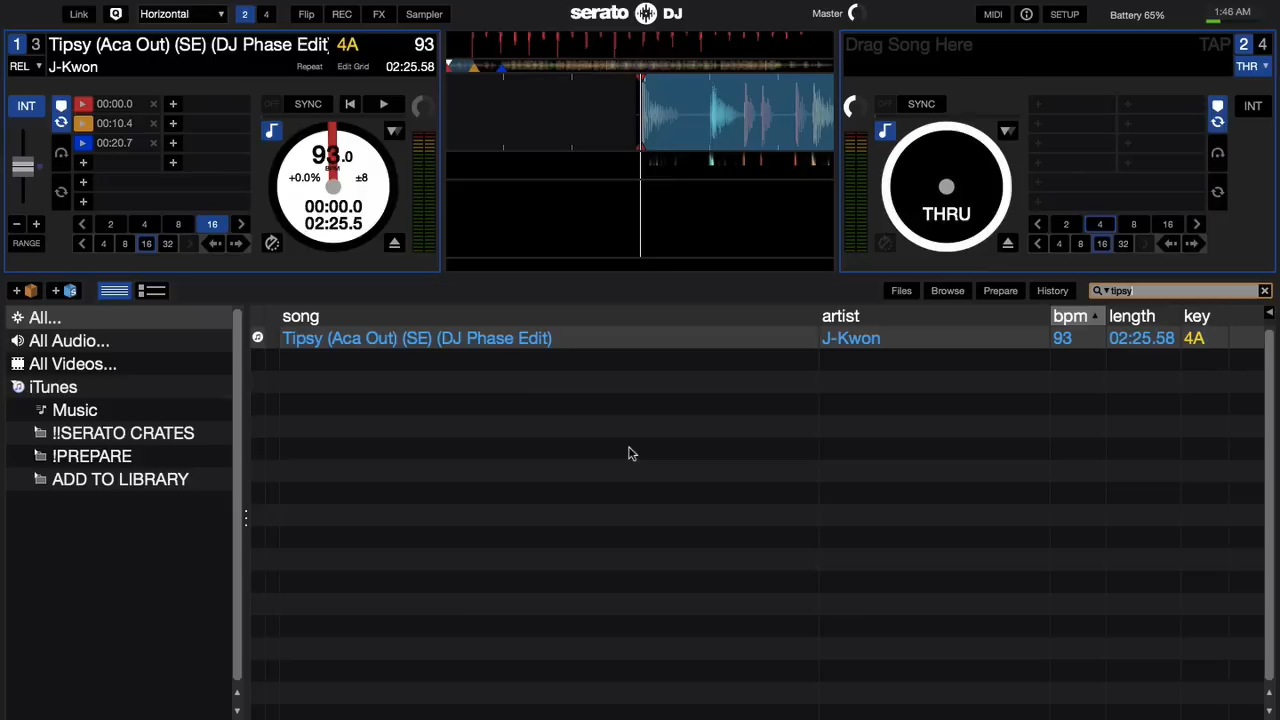 Link Horizontal 2 4 Flip REC FX Sampler serato DJ Master MIDI SETUP Battery 65% 1:46 AM
1 3 Tipsy (Aca Out) (SE) (DJ Phase Edit) 4A 93
REL J-Kwon Repeat Edit Grid 02:25.58
INT 00:00.0 SYNC
00:10.4
00:20.7
93.0
BPM
+0.0% ±8
00:00.0
02:25.5
2 4 8 16
RANGE 4 8 16 32
Drag Song Here TAP 2 4
THR
SYNC INT
THRU
2 4 8 16
4 8 16 32
Files Browse Prepare History tipsy
All...
All Audio...
All Videos...
iTunes
Music
!!SERATO CRATES
!PREPARE
ADD TO LIBRARY
song artist bpm length key
Tipsy (Aca Out) (SE) (DJ Phase Edit) J-Kwon 93 02:25.58 4A